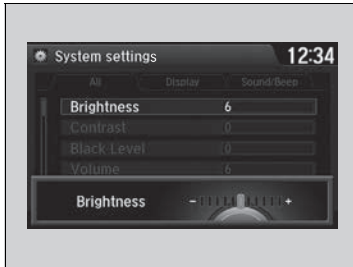 System settings 12:34
All Display Sound/Beep
Brightness 6
Contrast 0
Black Level 0
Volume 6
Brightness - +